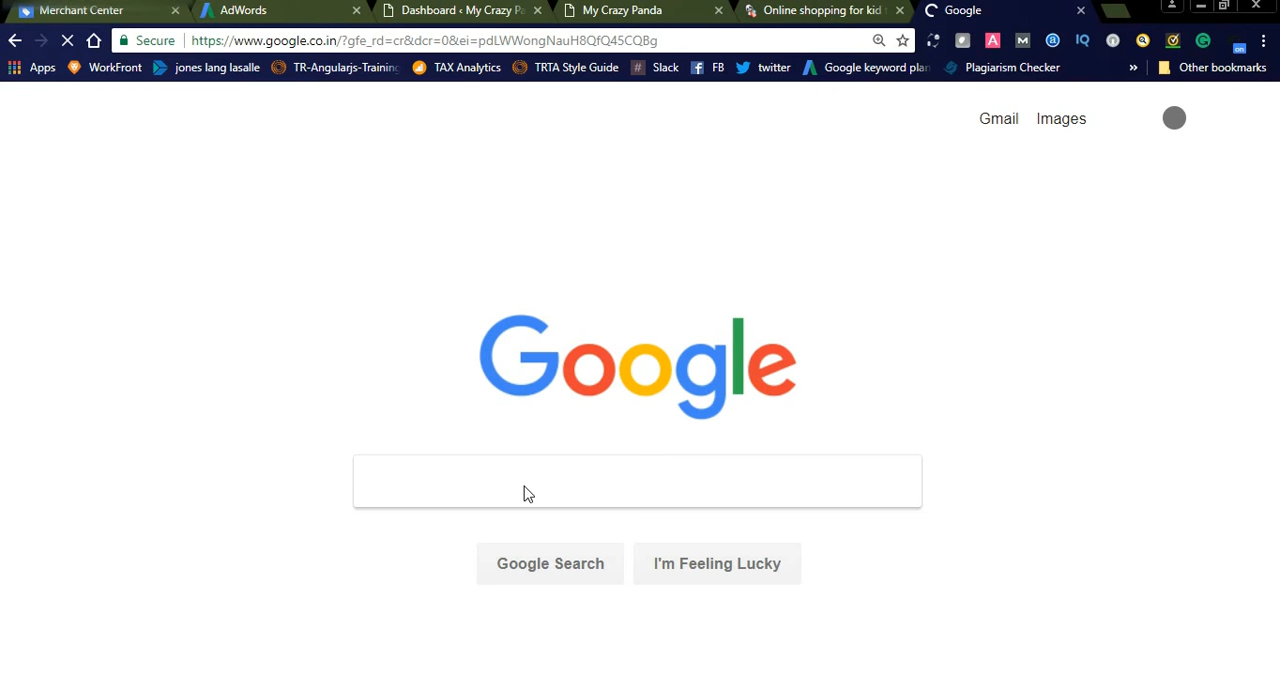 Merchant Center
AdWords
Dashboard ‹ My Crazy Pa
My Crazy Panda
Online shopping for kid
Google
Secure
https://www.google.co.in/?gfe_rd=cr&dcr=0&ei=pdLWWongNauH8QfQ45CQBg
on
Apps
WorkFront
jones lang lasalle
TR-Angularjs-Training
TAX Analytics
TRTA Style Guide
Slack
FB
twitter
Google keyword plan
Plagiarism Checker
»
Other bookmarks
Gmail
Images
Google
Google Search
I'm Feeling Lucky